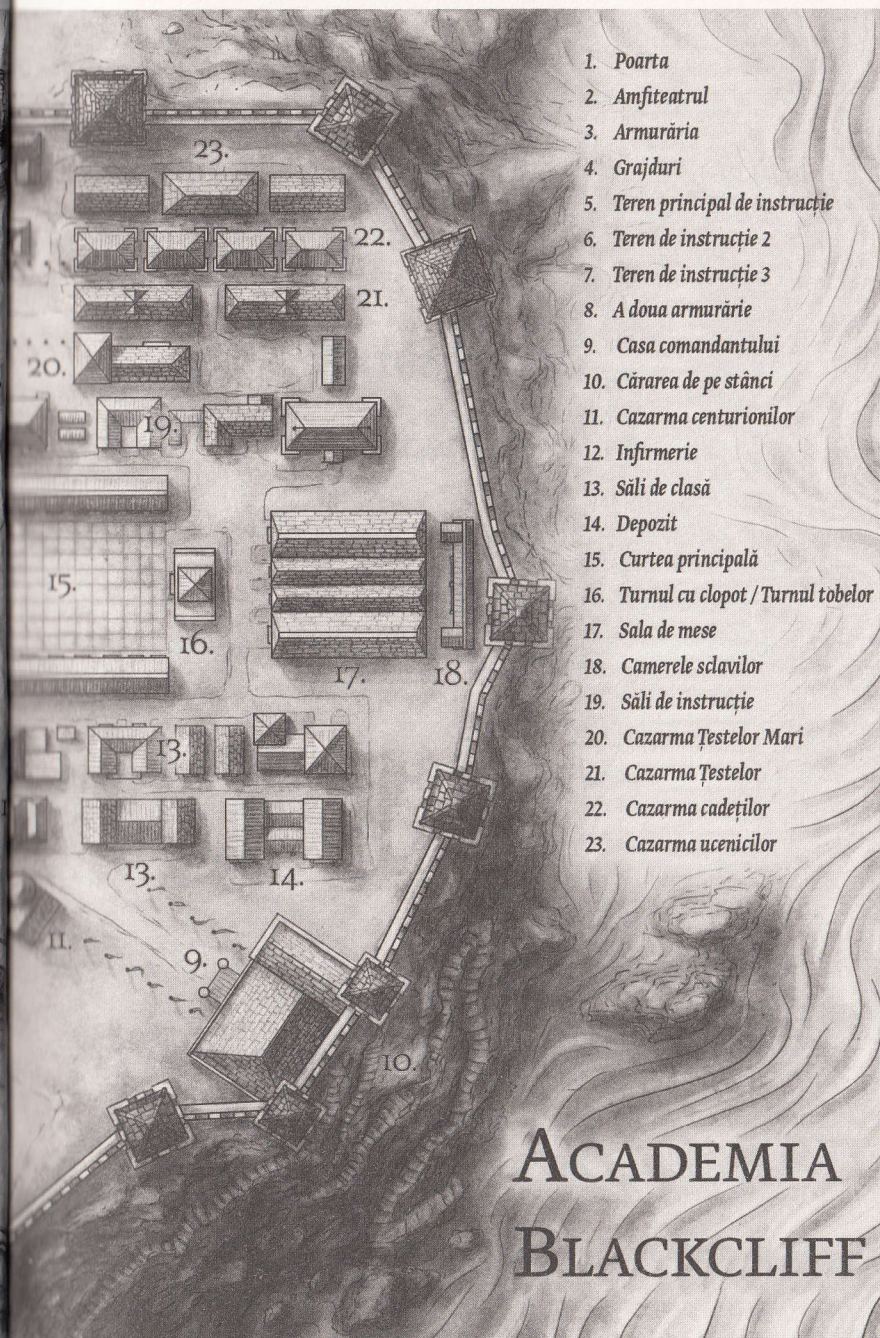 1. Poarta
2. Amfiteatrul
3. Armurăria
4. Grajduri
5. Teren principal de instrucție
6. Teren de instrucție 2
7. Teren de instrucție 3
8. A doua armurărie
9. Casa comandantului
10. Cărarea de pe stânci
11. Cazarma centurionilor
12. Infirmerie
13. Săli de clasă
14. Depozit
15. Curtea principală
16. Turnul cu clopot / Turnul tobelor
17. Sala de mese
18. Camerele sclavilor
19. Săli de instrucție
20. Cazarma Țestelor Mari
21. Cazarma Țestelor
22. Cazarma cadeților
23. Cazarma ucenicilor
23.
22.
21.
20.
19.
15.
16.
17.
18.
13.
13.
14.
11.
9.
10.
ACADEMIA
BLACKCLIFF